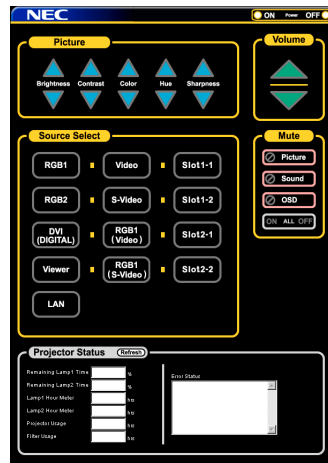 NEC
ON Power OFF
Picture
Brightness Contrast Color Hue Sharpness
Volume
Source Select
RGB1 Video Slot1-1
RGB2 S-Video Slot1-2
DVI (DIGITAL) RGB1 (Video) Slot2-1
Viewer RGB1 (S-Video) Slot2-2
LAN
Mute
Picture
Sound
OSD
ON ALL OFF
Projector Status Refresh
Remaining Lamp1 Time %
Remaining Lamp2 Time %
Lamp1 Hour Meter hrs
Lamp2 Hour Meter hrs
Projector Usage hrs
Filter Usage hrs
Error Status